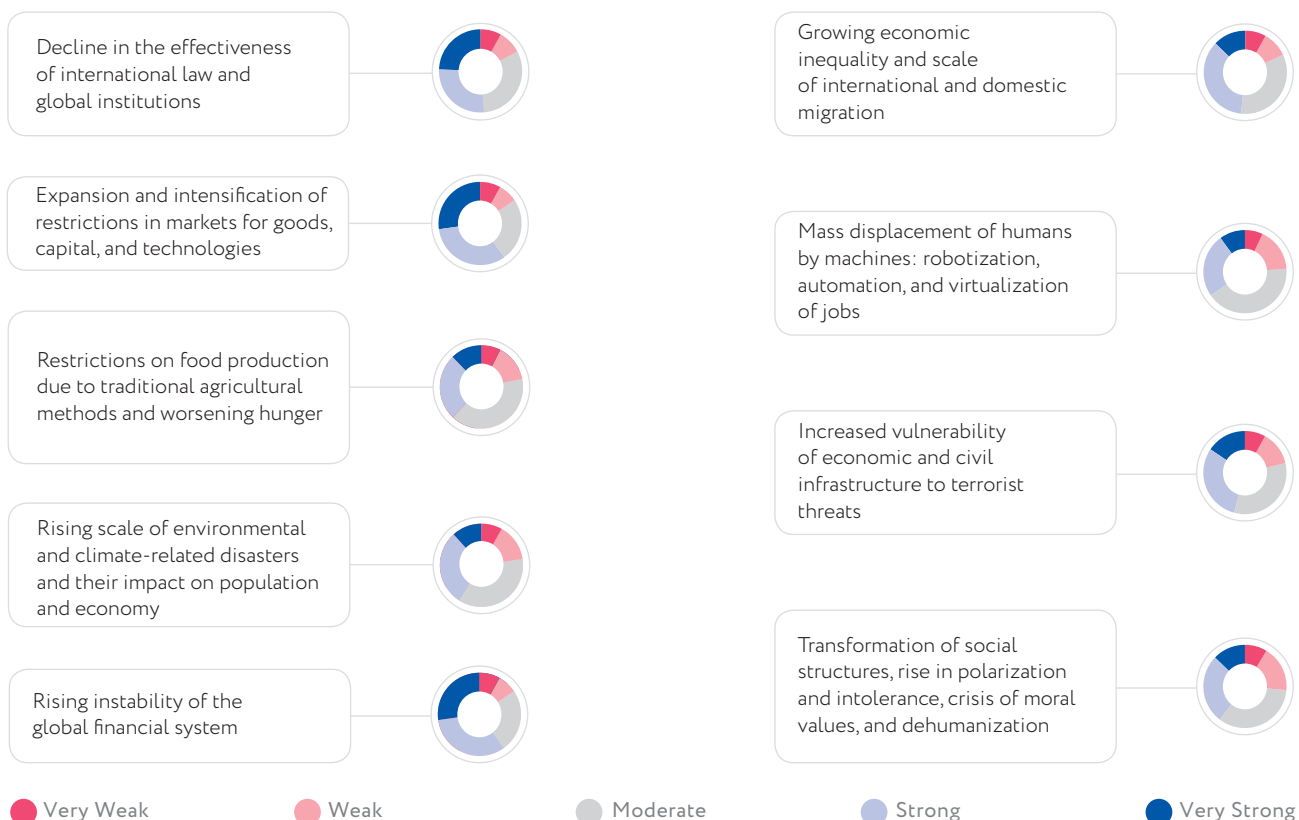 Decline in the effectiveness
of international law and
global institutions
Expansion and intensification of
restrictions in markets for goods,
capital, and technologies
Restrictions on food production
due to traditional agricultural
methods and worsening hunger
Rising scale of environmental
and climate-related disasters
and their impact on population
and economy
Rising instability of the
global financial system
Growing economic
inequality and scale
of international and domestic
migration
Mass displacement of humans
by machines: robotization,
automation, and virtualization
of jobs
Increased vulnerability
of economic and civil
infrastructure to terrorist
threats
Transformation of social
structures, rise in polarization
and intolerance, crisis of moral
values, and dehumanization
Very Weak
Weak
Moderate
Strong
Very Strong